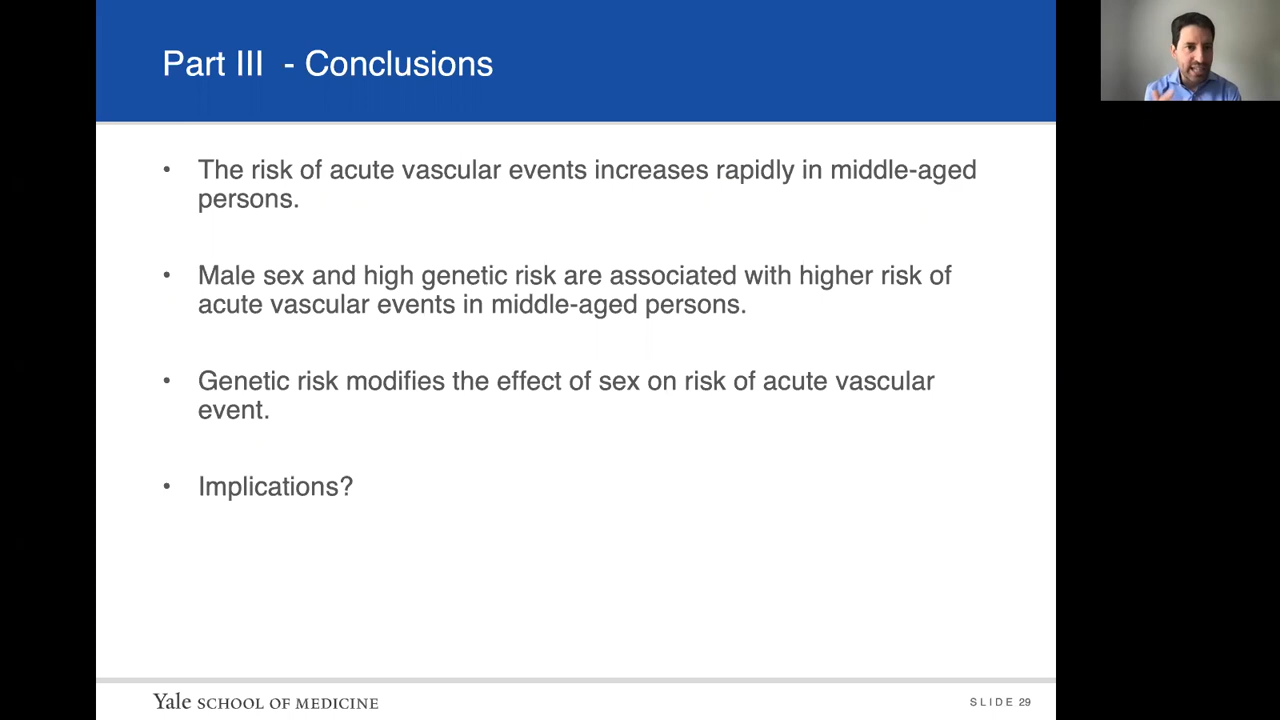 Part III - Conclusions
• The risk of acute vascular events increases rapidly in middle-aged
persons.
• Male sex and high genetic risk are associated with higher risk of
acute vascular events in middle-aged persons.
• Genetic risk modifies the effect of sex on risk of acute vascular
event.
• Implications?
Yale SCHOOL OF MEDICINE
SLIDE 29